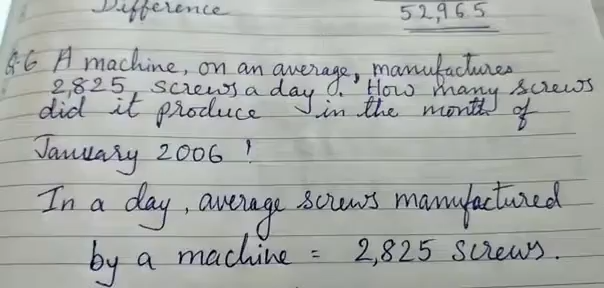 Difference 52,965
Q.6 A machine, on an average, manufactures
2,825 screws a day. How many screws
did it produce in the month of
January 2006 !
In a day, average screws manufactured
by a machine = 2,825 screws.